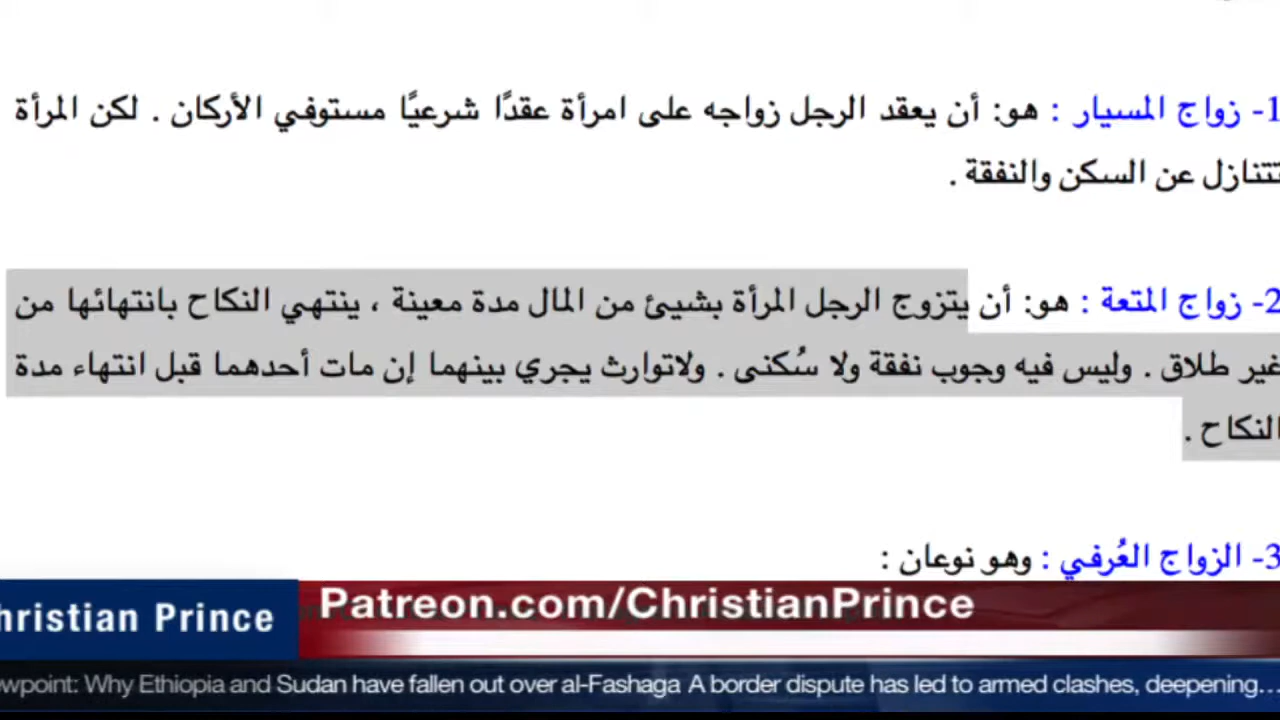 1- زواج المسيار : هو: أن يعقد الرجل زواجه على امرأة عقدًا شرعيًا مستوفي الأركان . لكن المرأة
تتنازل عن السكن والنفقة .
2- زواج المتعة : هو: أن يتزوج الرجل المرأة بشيئ من المال مدة معينة ، ينتهي النكاح بانتهائها من
غير طلاق . وليس فيه وجوب نفقة ولا سُكنى . ولاتوارث يجري بينهما إن مات أحدهما قبل انتهاء مدة
النكاح .
3- الزواج العُرفي : وهو نوعان :
hristian Prince
Patreon.com/ChristianPrince
wpoint: Why Ethiopia and Sudan have fallen out over al-Fashaga A border dispute has led to armed clashes, deepening...